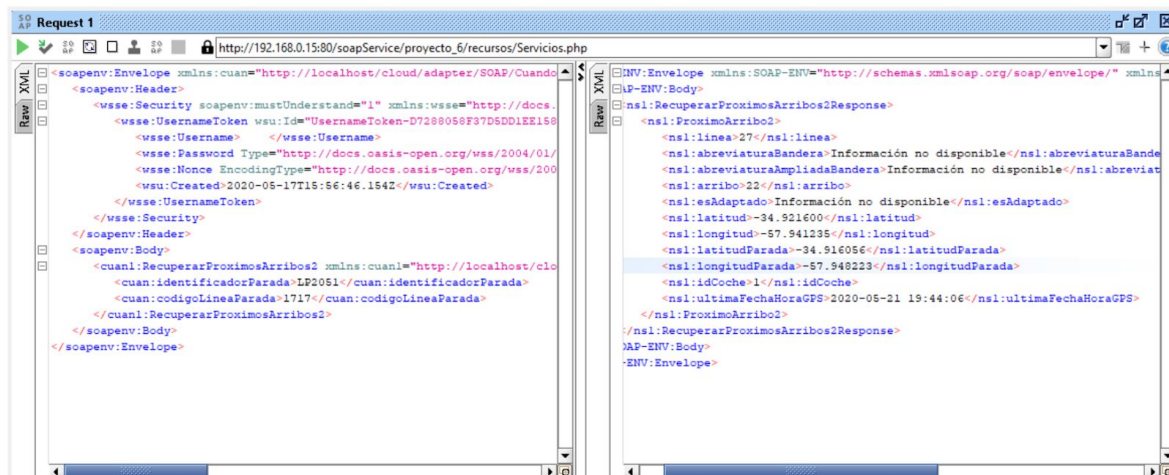 Request 1
http://192.168.0.15:80/soapService/proyecto_6/recursos/Servicios.php
XML
Raw
<soapenv:Envelope xmlns:cuan="http://localhost/cloud/adapter/SOAP/Cuando
<soapenv:Header>
<wsse:Security soapenv:mustUnderstand="1" xmlns:wsse="http://docs.
<wsse:UsernameToken wsu:Id="UsernameToken-D7288058F37D5DD1EE158
<wsse:Username> </wsse:Username>
<wsse:Password Type="http://docs.oasis-open.org/wss/2004/01/
<wsse:Nonce EncodingType="http://docs.oasis-open.org/wss/200
<wsu:Created>2020-05-17T15:56:46.154Z</wsu:Created>
</wsse:UsernameToken>
</wsse:Security>
</soapenv:Header>
<soapenv:Body>
<cuan1:RecuperarProximosArribos2 xmlns:cuan1="http://localhost/clo
<cuan:identificadorParada>LP2051</cuan:identificadorParada>
<cuan:codigoLineaParada>1717</cuan:codigoLineaParada>
</cuan1:RecuperarProximosArribos2>
</soapenv:Body>
</soapenv:Envelope>
XML
Raw
ENV:Envelope xmlns:SOAP-ENV="http://schemas.xmlsoap.org/soap/envelope/" xmlns
AP-ENV:Body>
ns1:RecuperarProximosArribos2Response>
<ns1:ProximoArribo2>
<ns1:linea>27</ns1:linea>
<ns1:abreviaturaBandera>Información no disponible</ns1:abreviaturaBande
<ns1:abreviaturaAmpliadaBandera>Información no disponible</ns1:abreviat
<ns1:arribo>22</ns1:arribo>
<ns1:esAdaptado>Información no disponible</ns1:esAdaptado>
<ns1:latitud>-34.921600</ns1:latitud>
<ns1:longitud>-57.941235</ns1:longitud>
<ns1:latitudParada>-34.916056</ns1:latitudParada>
<ns1:longitudParada>-57.948223</ns1:longitudParada>
<ns1:idCoche>1</ns1:idCoche>
<ns1:ultimaFechaHoraGPS>2020-05-21 19:44:06</ns1:ultimaFechaHoraGPS>
</ns1:ProximoArribo2>
/ns1:RecuperarProximosArribos2Response>
AP-ENV:Body>
-ENV:Envelope>